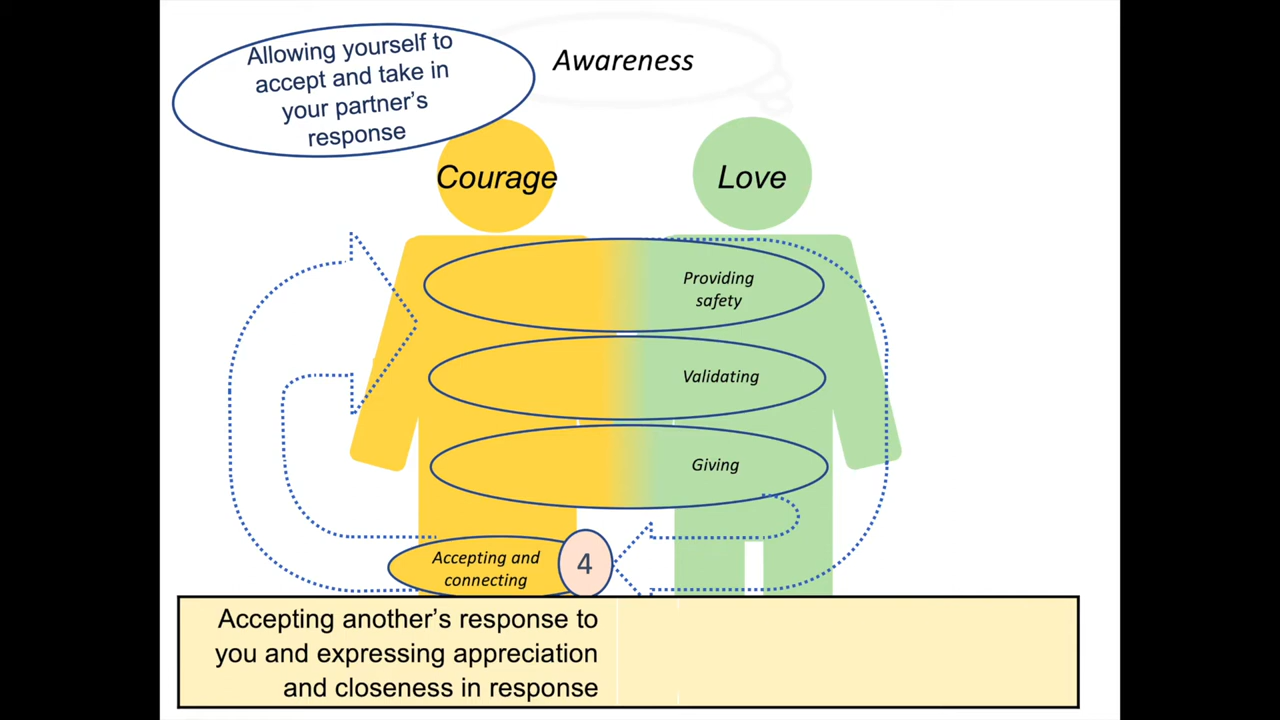 Allowing yourself to
accept and take in
your partner’s
response
Awareness
Courage
Love
Providing
safety
Validating
Giving
Accepting and
connecting
4
Accepting another’s response to
you and expressing appreciation
and closeness in response